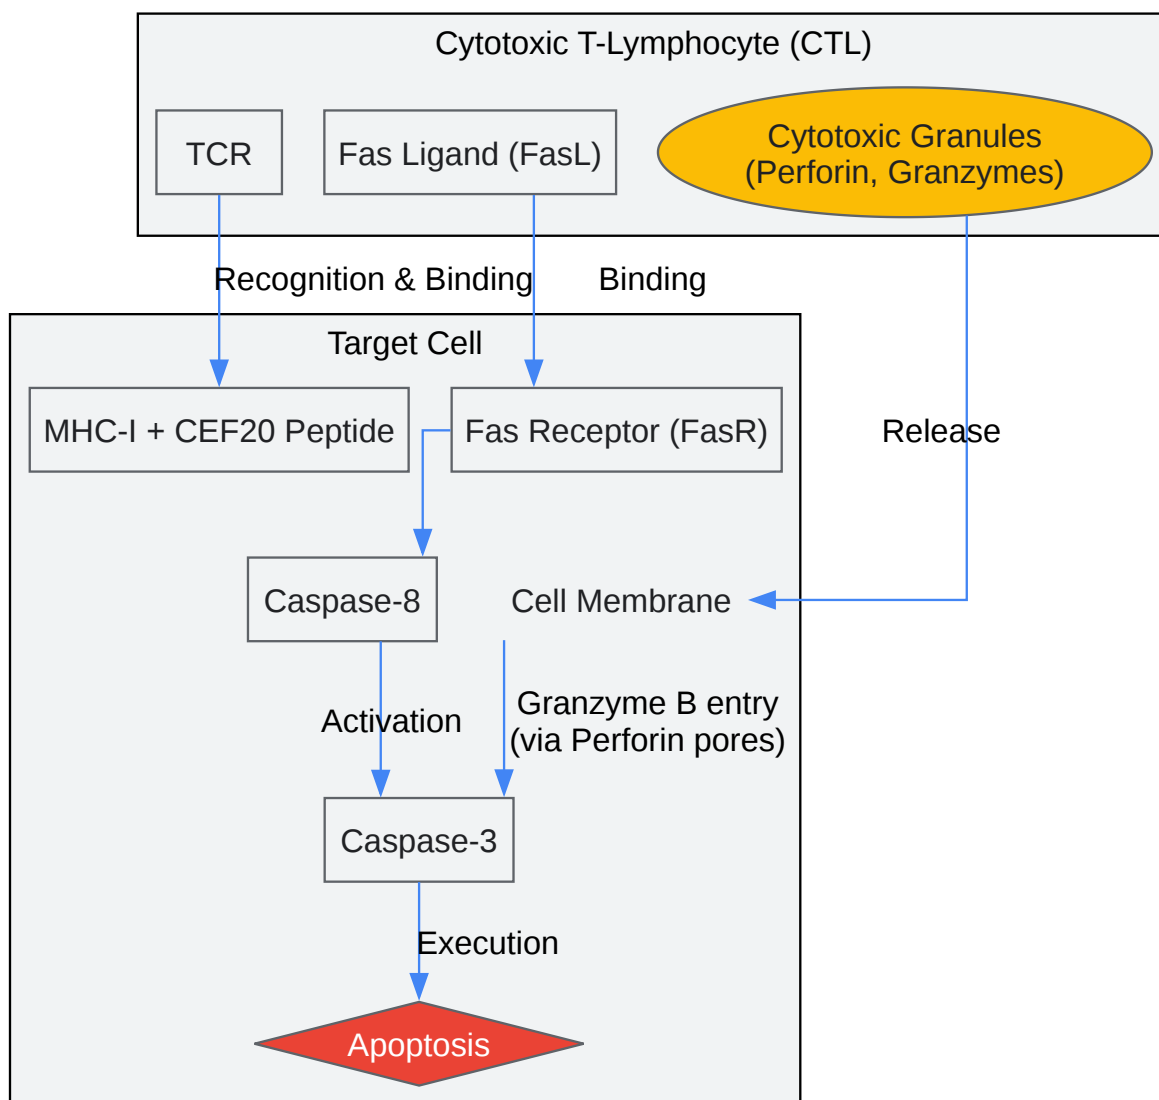 Cytotoxic T-Lymphocyte (CTL)
TCR
Fas Ligand (FasL)
Cytotoxic Granules
(Perforin, Granzymes)
Recognition & Binding
Binding
Target Cell
MHC-I + CEF20 Peptide
Fas Receptor (FasR)
Release
Caspase-8
Cell Membrane
Activation
Granzyme B entry
(via Perforin pores)
Caspase-3
Execution
Apoptosis